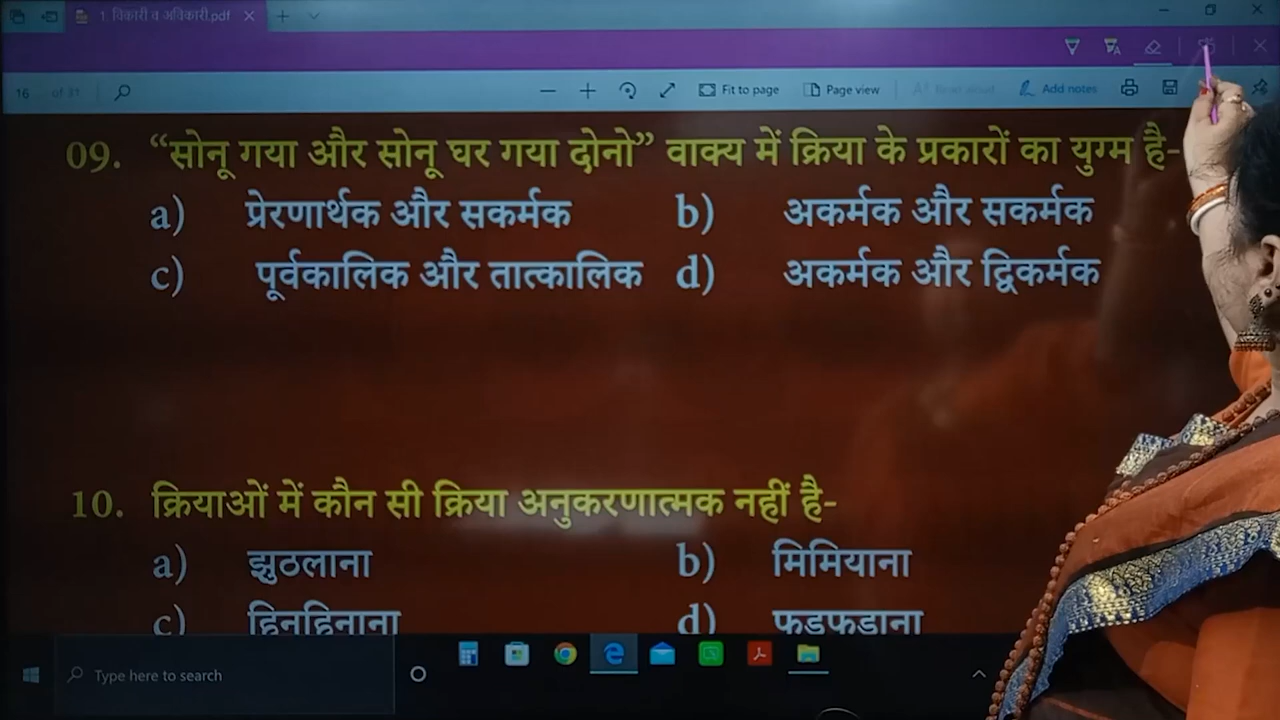 1 विकारी व अविकारी.pdf
16 of 31
Fit to page
Page view
Read aloud
Add notes
09. “सोनू गया और सोनू घर गया दोनो” वाक्य में क्रिया के प्रकारों का युग्म है-
a) प्रेरणार्थक और सकर्मक b) अकर्मक और सकर्मक
c) पूर्वकालिक और तात्कालिक d) अकर्मक और द्विकर्मक
10. क्रियाओं में कौन सी क्रिया अनुकरणात्मक नहीं है-
a) झुठलाना b) मिमियाना
c) हिनहिनाना d) फड़फड़ाना
Type here to search